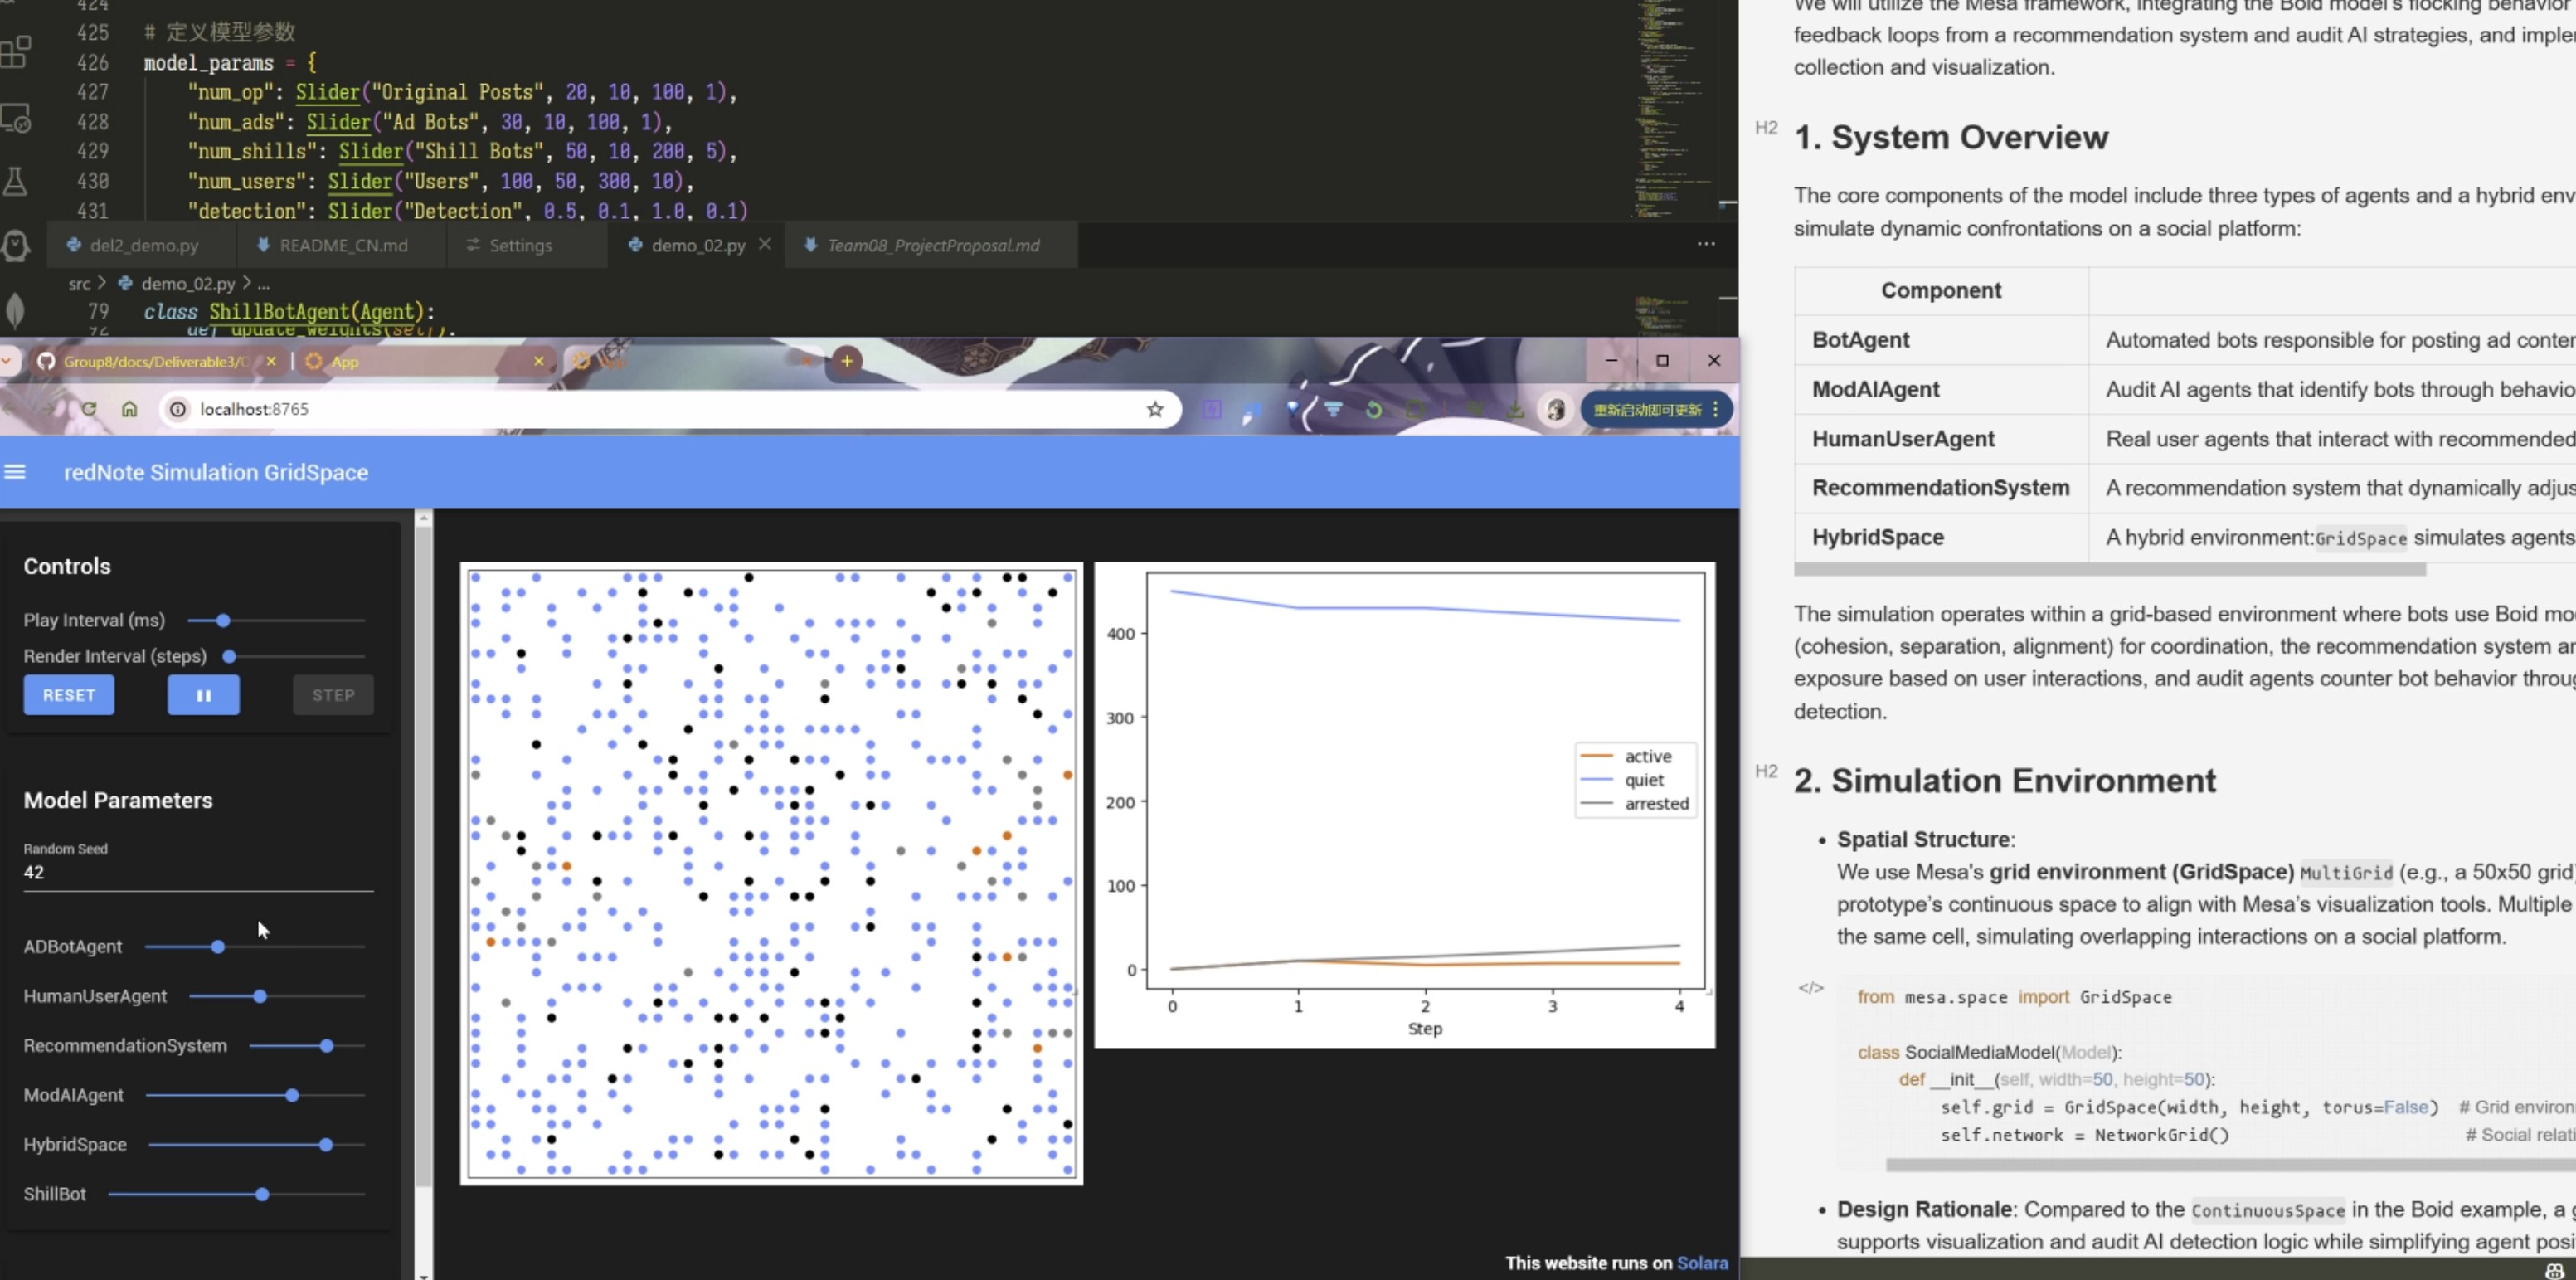 424
425 # 定义模型参数
426 model_params = {
427 "num_op": Slider("Original Posts", 20, 10, 100, 1),
428 "num_ads": Slider("Ad Bots", 30, 10, 100, 1),
429 "num_shills": Slider("Shill Bots", 50, 10, 200, 5),
430 "num_users": Slider("Users", 100, 50, 300, 10),
431 "detection": Slider("Detection", 0.5, 0.1, 1.0, 0.1)
del2_demo.py README_CN.md Settings demo_02.py Team08_ProjectProposal.md
src > demo_02.py > ...
79 class ShillBotAgent(Agent):
92 def update_weights(self):
Group8/docs/Deliverable3/ App
localhost:8765
重新启动即可更新
redNote Simulation GridSpace
Controls
Play Interval (ms)
Render Interval (steps)
RESET
STEP
Model Parameters
Random Seed
42
ADBotAgent
HumanUserAgent
RecommendationSystem
ModAIAgent
HybridSpace
ShillBot
400
300
200
100
0
active
quiet
arrested
0 1 2 3 4
Step
This website runs on Solara
We will utilize the Mesa framework, integrating the Boid model's flocking behavior
feedback loops from a recommendation system and audit AI strategies, and imple
collection and visualization.
H2 1. System Overview
The core components of the model include three types of agents and a hybrid env
simulate dynamic confrontations on a social platform:
Component
BotAgent Automated bots responsible for posting ad conte
ModAIAgent Audit AI agents that identify bots through behavio
HumanUserAgent Real user agents that interact with recommended
RecommendationSystem A recommendation system that dynamically adjus
HybridSpace A hybrid environment:GridSpace simulates agents
The simulation operates within a grid-based environment where bots use Boid mo
(cohesion, separation, alignment) for coordination, the recommendation system a
exposure based on user interactions, and audit agents counter bot behavior throu
detection.
H2 2. Simulation Environment
• Spatial Structure:
We use Mesa's grid environment (GridSpace) MultiGrid (e.g., a 50x50 grid)
prototype's continuous space to align with Mesa's visualization tools. Multiple
the same cell, simulating overlapping interactions on a social platform.
</> from mesa.space import GridSpace
class SocialMediaModel(Model):
def __init__(self, width=50, height=50):
self.grid = GridSpace(width, height, torus=False) # Grid environ
self.network = NetworkGrid() # Social relati
• Design Rationale: Compared to the ContinuousSpace in the Boid example, a g
supports visualization and audit AI detection logic while simplifying agent posi